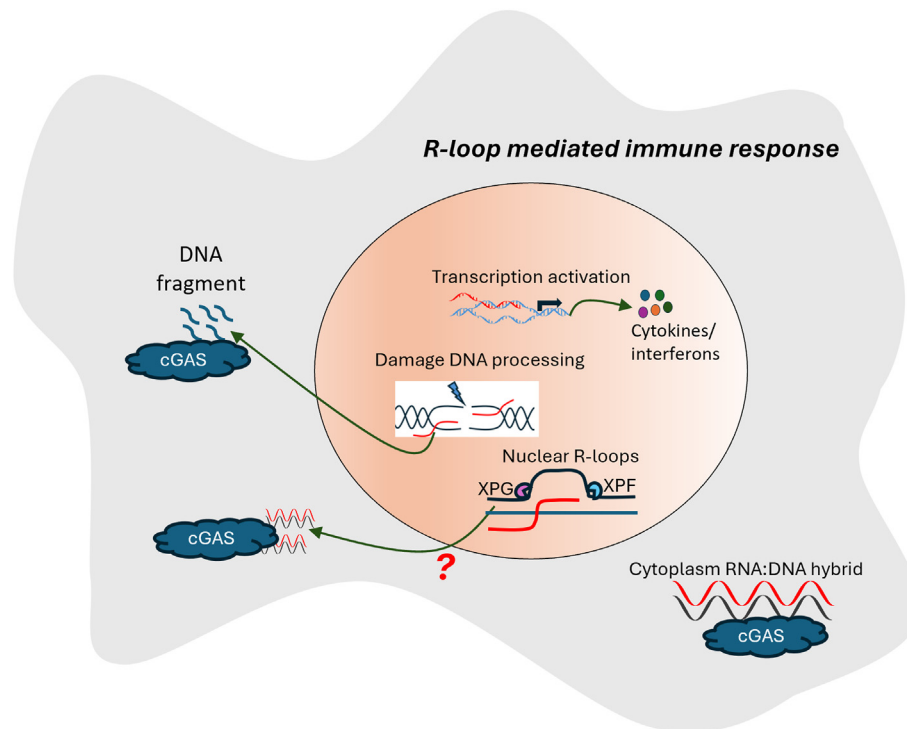 R-loop mediated immune response
DNA
fragment
cGAS
Transcription activation
Cytokines/
interferons
Damage DNA processing
Nuclear R-loops
XPG
XPF
cGAS
?
Cytoplasm RNA:DNA hybrid
cGAS